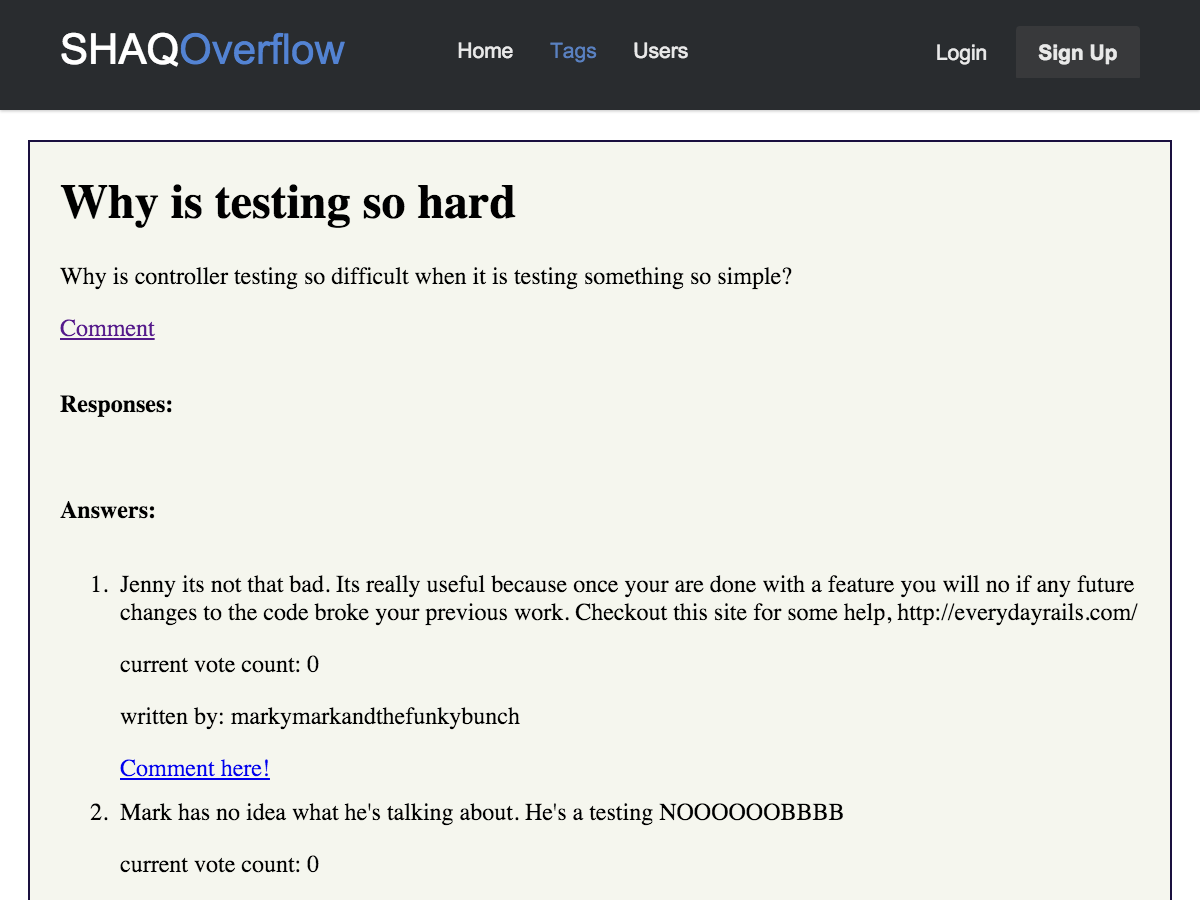 SHAQOverflow Home Tags Users Login Sign Up
Why is testing so hard
Why is controller testing so difficult when it is testing something so simple?
Comment
Responses:
Answers:
1. Jenny its not that bad. Its really useful because once your are done with a feature you will no if any future
changes to the code broke your previous work. Checkout this site for some help, http://everydayrails.com/
current vote count: 0
written by: markymarkandthefunkybunch
Comment here!
2. Mark has no idea what he's talking about. He's a testing NOOOOOOBBBB
current vote count: 0